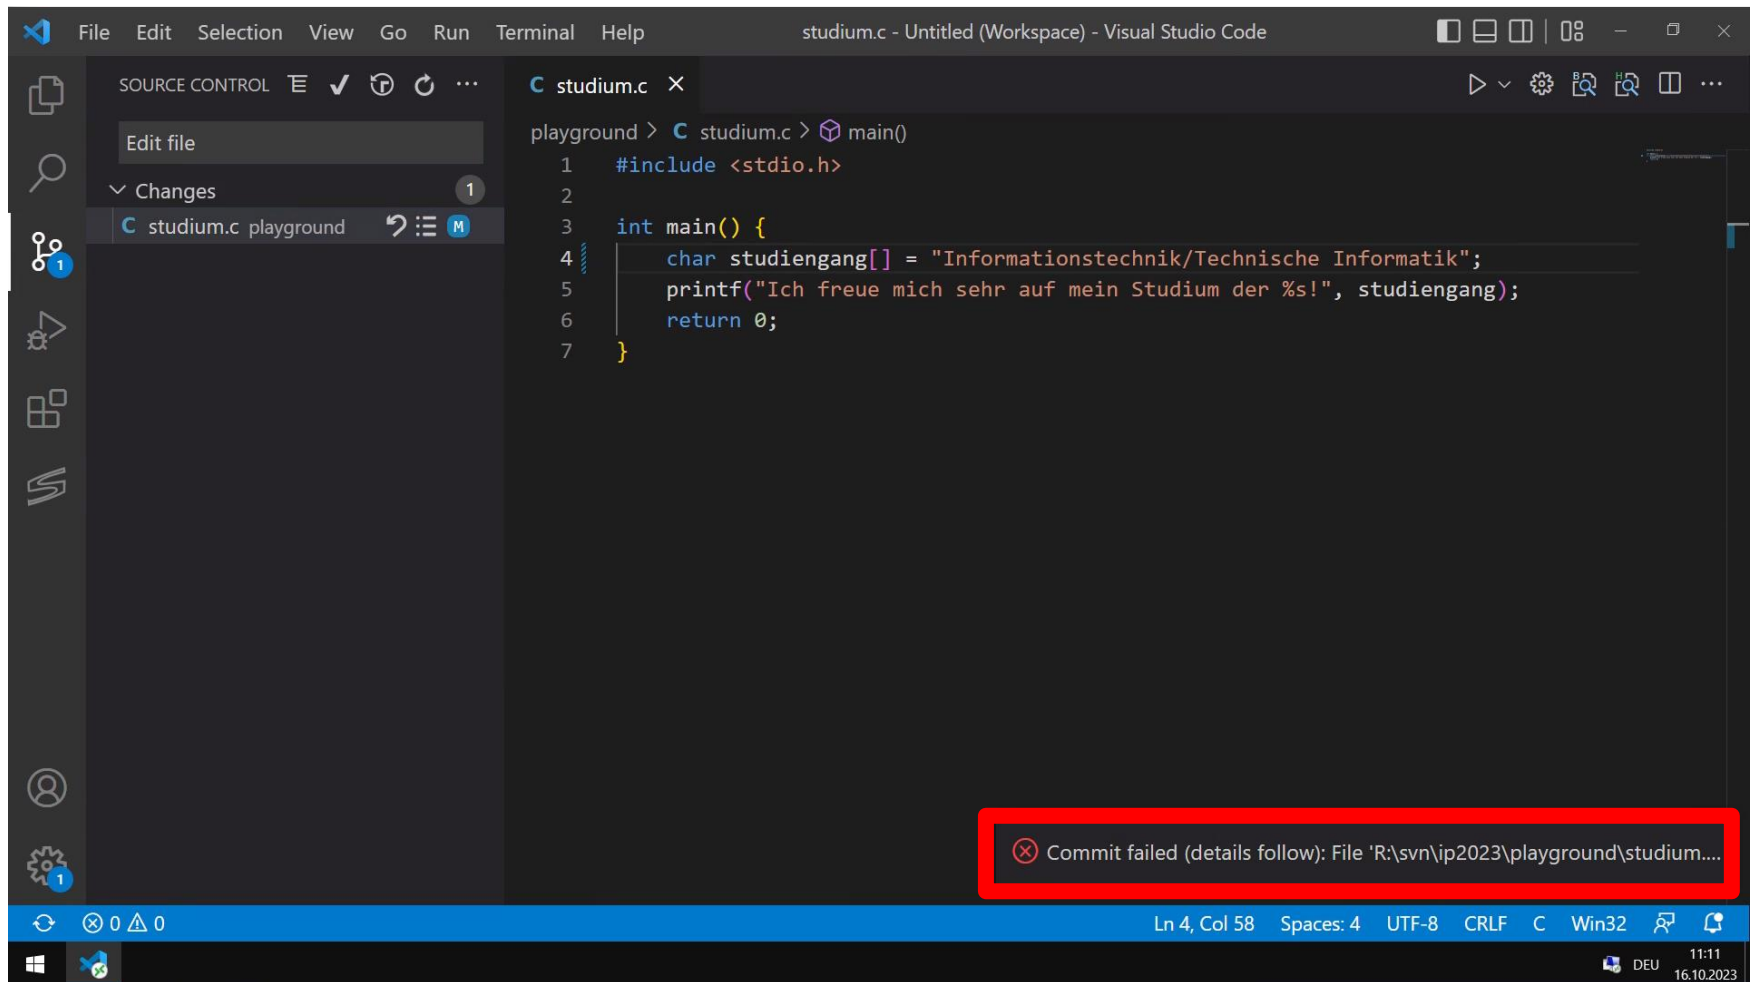 File Edit Selection View Go Run Terminal Help studium.c - Untitled (Workspace) - Visual Studio Code
SOURCE CONTROL
Edit file
Changes 1
C studium.c playground M
1
1
C studium.c
playground > C studium.c > main()
1 #include <stdio.h>
2
3 int main() {
4 char studiengang[] = "Informationstechnik/Technische Informatik";
5 printf("Ich freue mich sehr auf mein Studium der %s!", studiengang);
6 return 0;
7 }
Commit failed (details follow): File 'R:\svn\ip2023\playground\studium....
0 0 Ln 4, Col 58 Spaces: 4 UTF-8 CRLF C Win32
DEU 11:11
16.10.2023